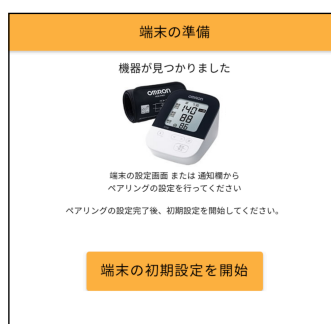 端末の準備
機器が見つかりました
OMRON
OMRON
140
88
86
端末の設定画面 または 通知欄から
ペアリングの設定を行ってください
ペアリングの設定完了後、初期設定を開始してください。
端末の初期設定を開始